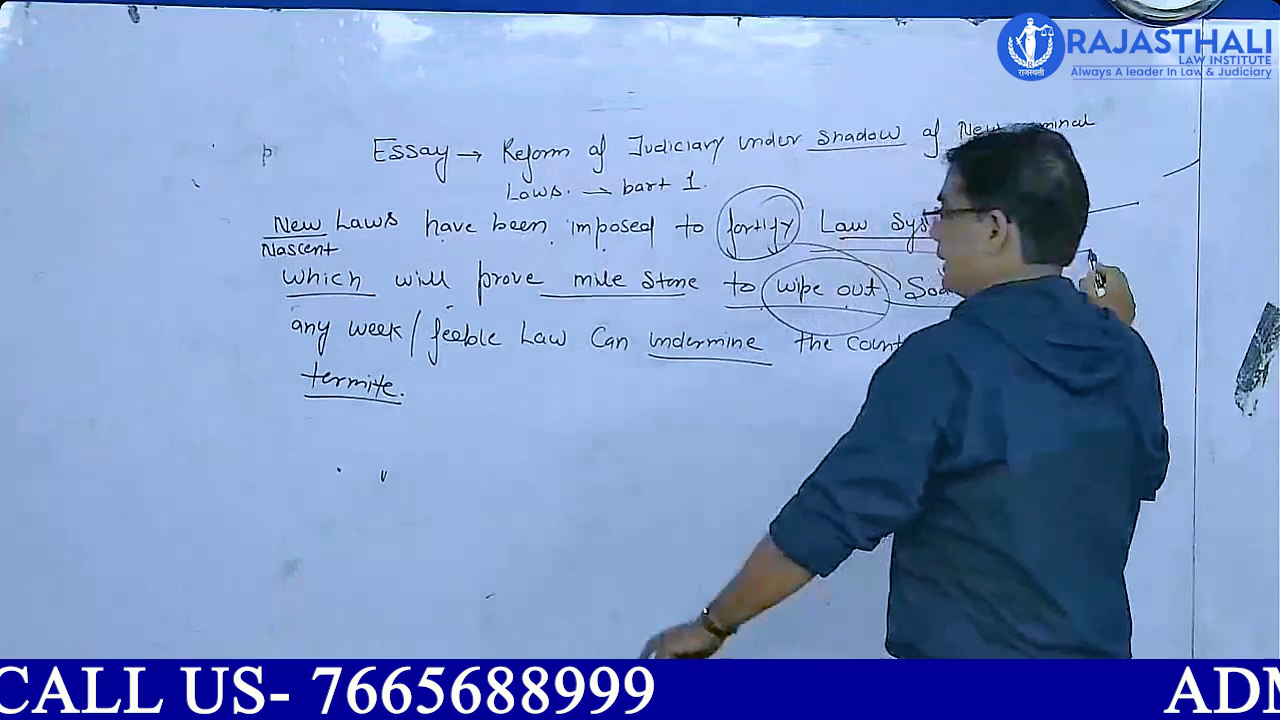 RAJASTHALI
LAW INSTITUTE
राजस्थली
Always A leader In Law & Judiciary
Essay → Reform of Judiciary under shadow of New
Laws. → part 1.
New Laws have been imposed to fortify Law Sys
Nascent
which will prove mile stone to wipe out
any week / feeble Law Can undermine the count
termite.
CALL US- 7665688999
ADM